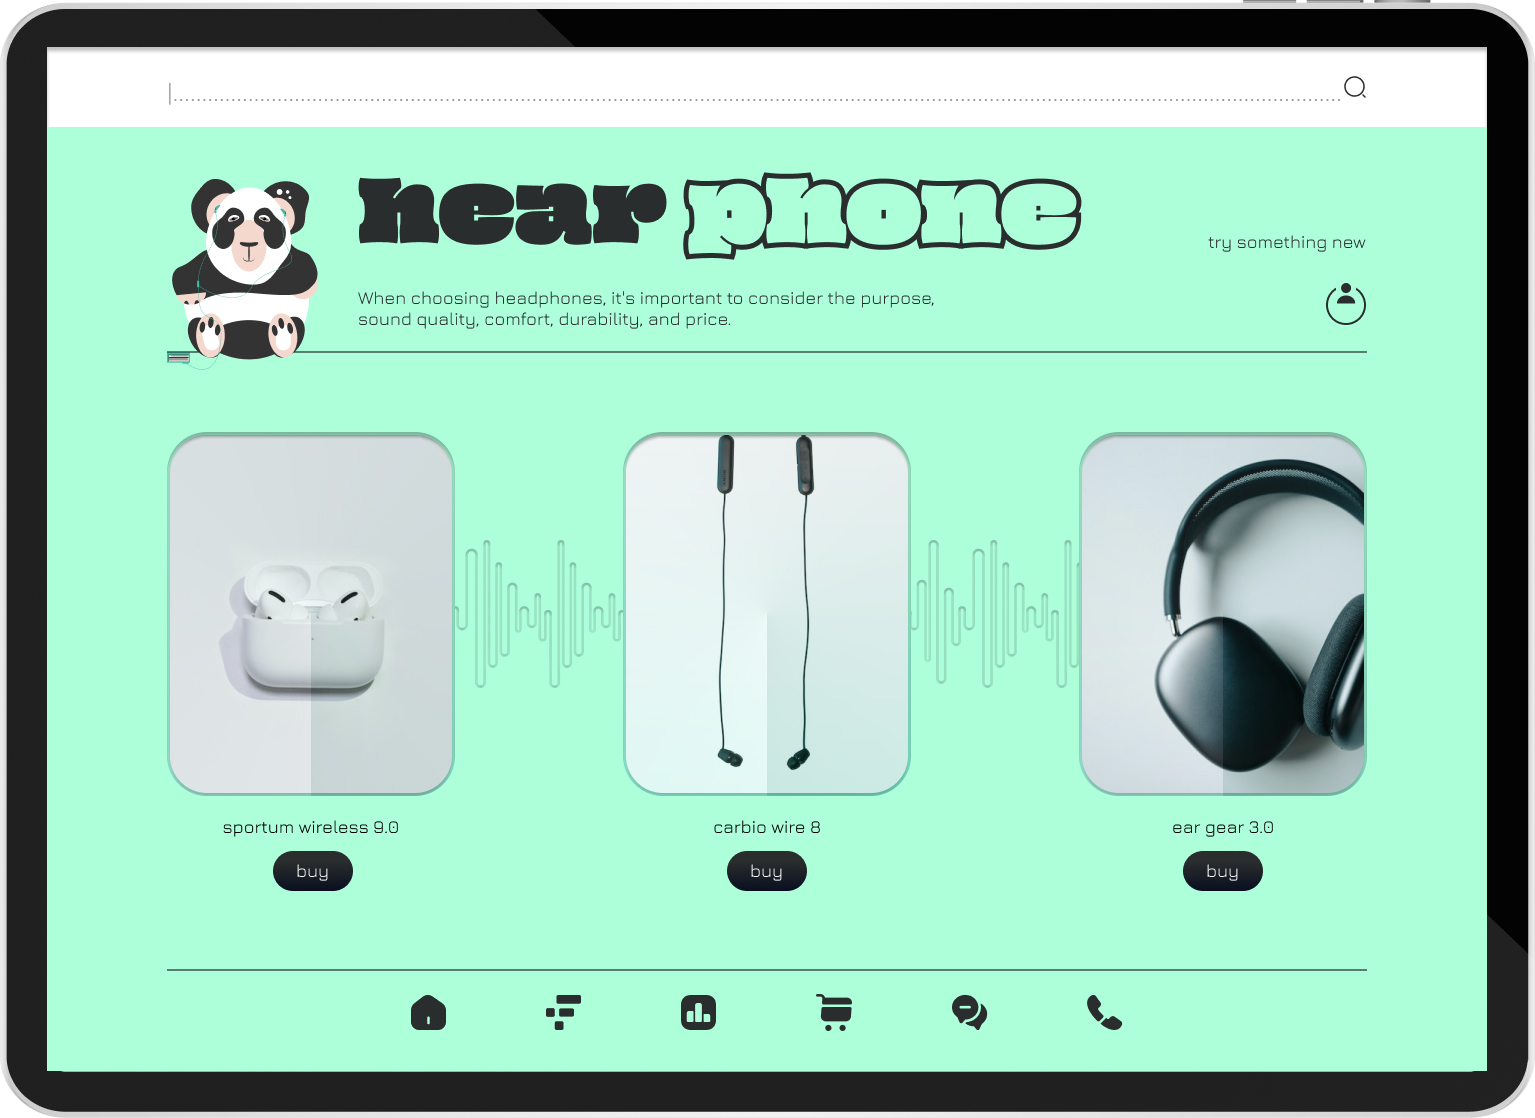 hear phone
try something new
When choosing headphones, it's important to consider the purpose,
sound quality, comfort, durability, and price.
sportum wireless 9.0
carbio wire 8
ear gear 3.0
buy
buy
buy